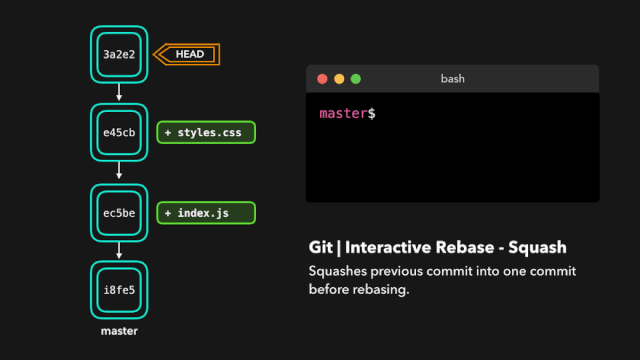 3a2e2
HEAD
e45cb
+ styles.css
ec5be
+ index.js
i8fe5
master
bash
master$
Git | Interactive Rebase - Squash
Squashes previous commit into one commit
before rebasing.